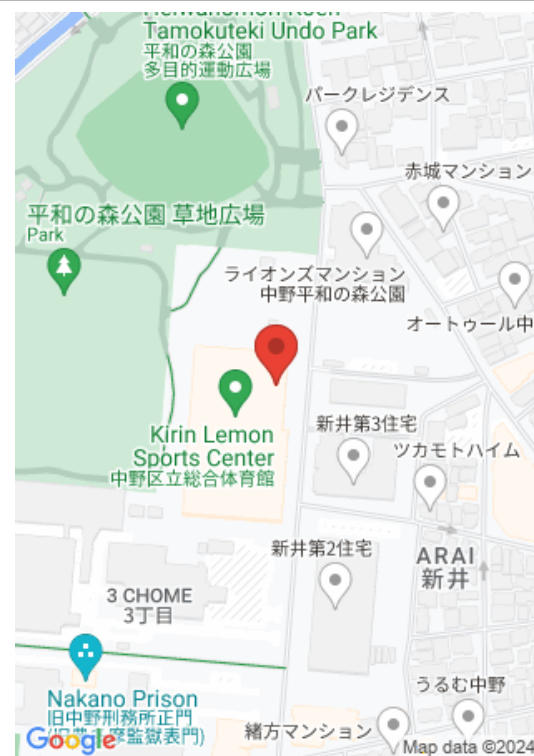 Heiwanomori Koen
Tamokuteki Undo Park
平和の森公園
多目的運動広場
パークレジデンス
赤城マンション
平和の森公園 草地広場
Park
ライオンズマンション
中野平和の森公園
オートゥール中
Kirin Lemon
Sports Center
中野区立総合体育館
新井第3住宅
ツカモトハイム
新井第2住宅
ARAI
新井
3 CHOME
3丁目
Nakano Prison
旧中野刑務所正門
うるむ中野
緒方マンション
Google
Map data ©2024